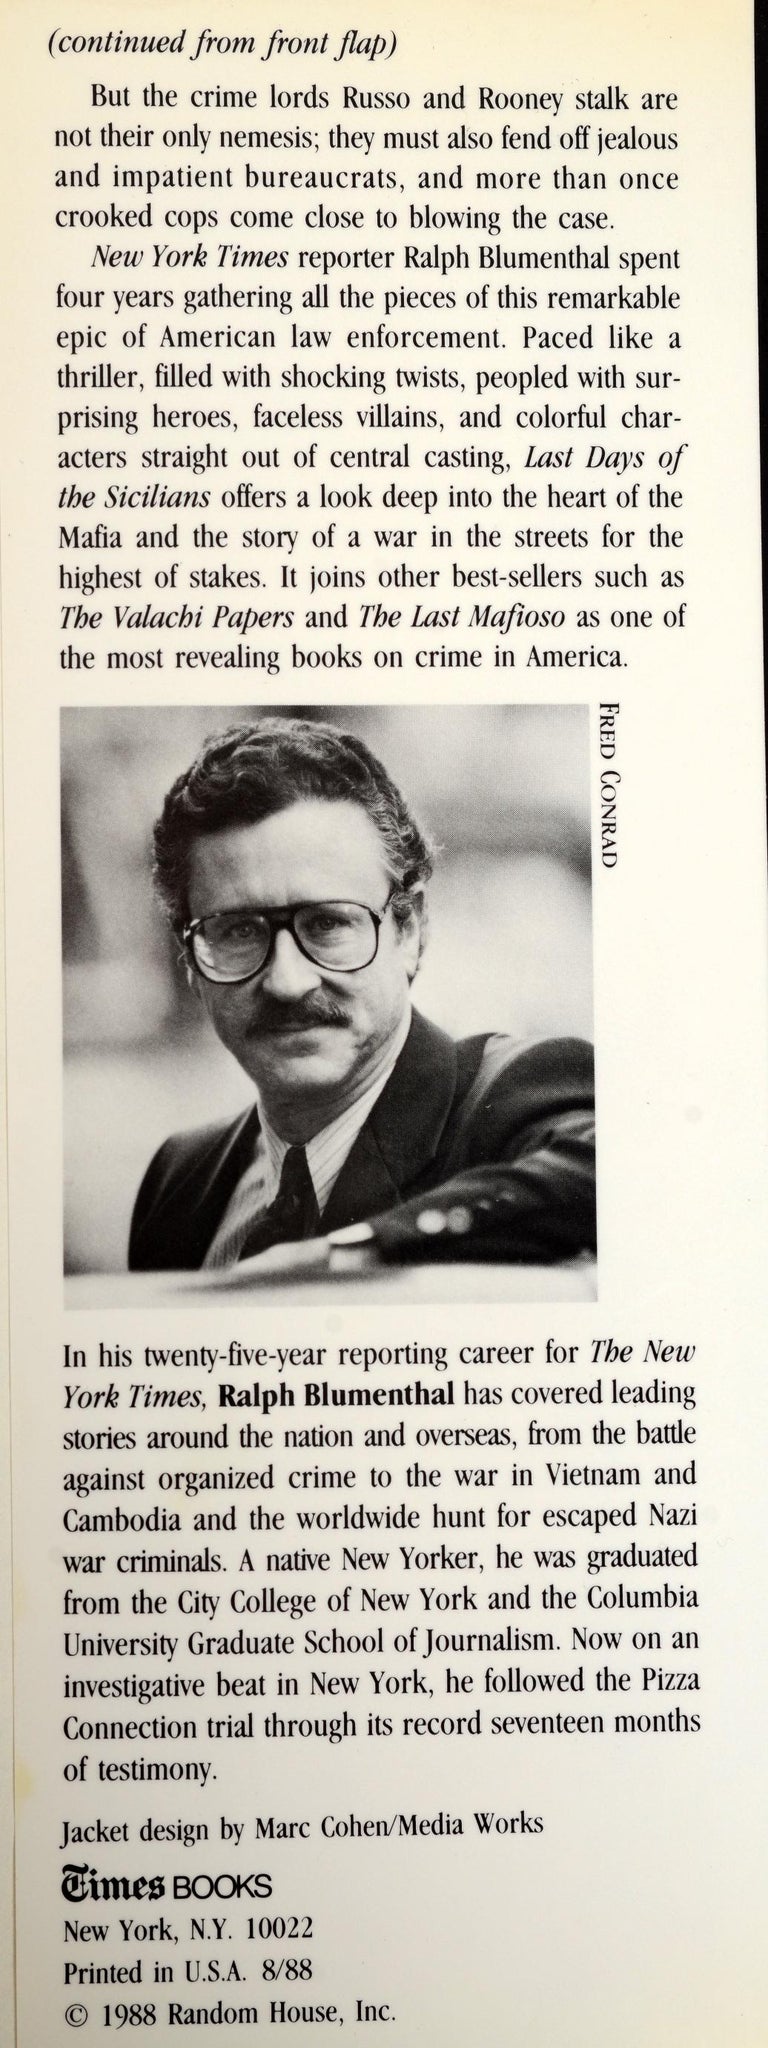 (continued from front flap)
But the crime lords Russo and Rooney stalk are
not their only nemesis; they must also fend off jealous
and impatient bureaucrats, and more than once
crooked cops come close to blowing the case.
New York Times reporter Ralph Blumenthal spent
four years gathering all the pieces of this remarkable
epic of American law enforcement. Paced like a
thriller, filled with shocking twists, peopled with sur-
prising heroes, faceless villains, and colorful char-
acters straight out of central casting, Last Days of
the Sicilians offers a look deep into the heart of the
Mafia and the story of a war in the streets for the
highest of stakes. It joins other best-sellers such as
The Valachi Papers and The Last Mafioso as one of
the most revealing books on crime in America.
FRED CONRAD
In his twenty-five-year reporting career for The New
York Times, Ralph Blumenthal has covered leading
stories around the nation and overseas, from the battle
against organized crime to the war in Vietnam and
Cambodia and the worldwide hunt for escaped Nazi
war criminals. A native New Yorker, he was graduated
from the City College of New York and the Columbia
University Graduate School of Journalism. Now on an
investigative beat in New York, he followed the Pizza
Connection trial through its record seventeen months
of testimony.
Jacket design by Marc Cohen/Media Works
Times BOOKS
New York, N.Y. 10022
Printed in U.S.A. 8/88
© 1988 Random House, Inc.